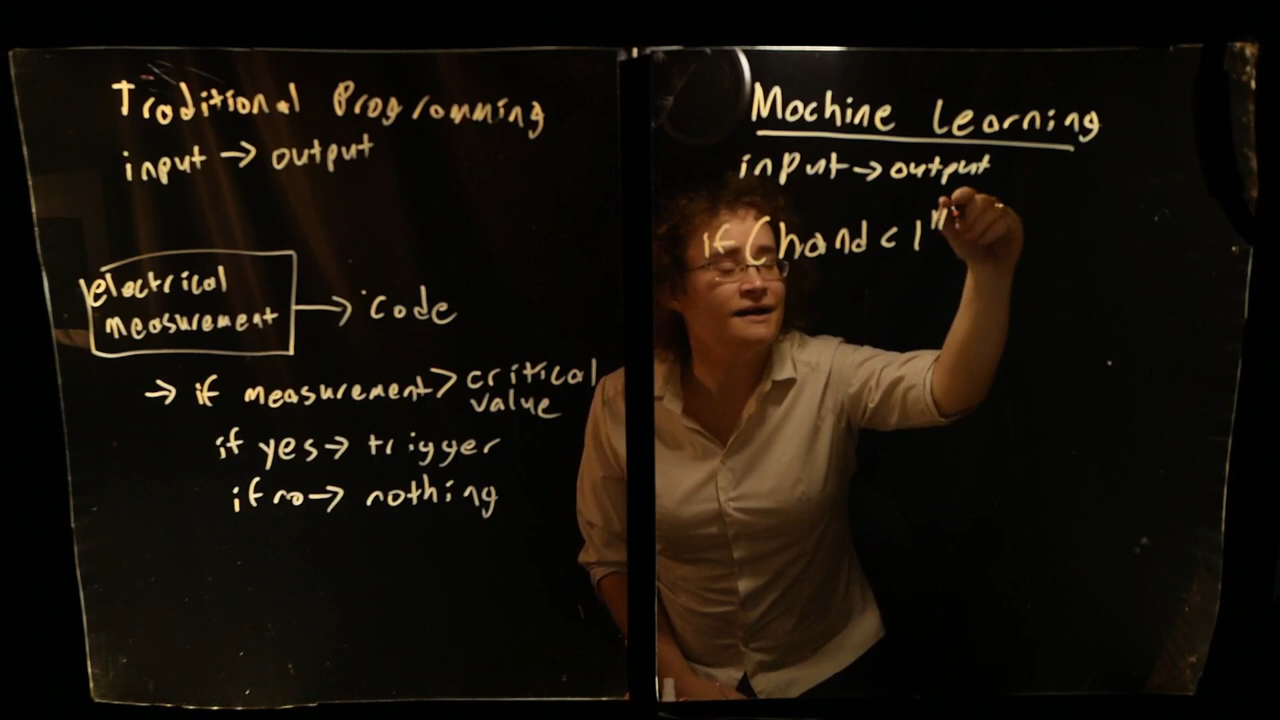 Traditional Programming
input → output
electrical
measurement → code
→ if measurement > critical
value
if yes → trigger
if no → nothing
Machine Learning
input → output
if (hand < 1"